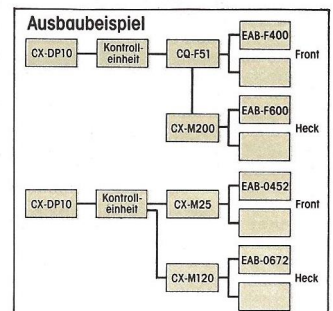 Ausbaubeispiel
CX-DP10
Kontroll-
einheit
CQ-F51
EAB-F400
Front
CX-M200
EAB-F600
Heck
CX-DP10
Kontroll-
einheit
CX-M25
EAB-0452
Front
CX-M120
EAB-0672
Heck